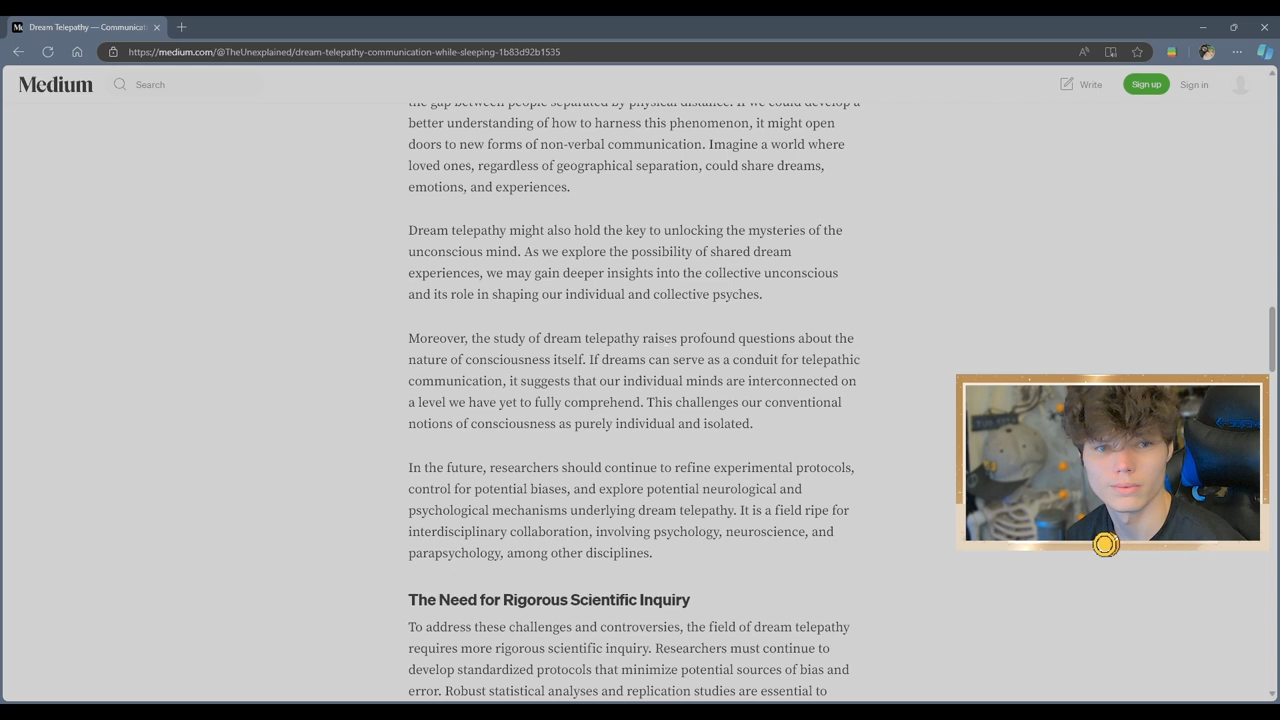 Dream Telepathy — Communicat
https://medium.com/@TheUnexplained/dream-telepathy-communication-while-sleeping-1b83d92b1535
Medium
Search
Write
Sign up
Sign in
the gap between people separated by physical distance. If we could develop a
better understanding of how to harness this phenomenon, it might open
doors to new forms of non-verbal communication. Imagine a world where
loved ones, regardless of geographical separation, could share dreams,
emotions, and experiences.
Dream telepathy might also hold the key to unlocking the mysteries of the
unconscious mind. As we explore the possibility of shared dream
experiences, we may gain deeper insights into the collective unconscious
and its role in shaping our individual and collective psyches.
Moreover, the study of dream telepathy raises profound questions about the
nature of consciousness itself. If dreams can serve as a conduit for telepathic
communication, it suggests that our individual minds are interconnected on
a level we have yet to fully comprehend. This challenges our conventional
notions of consciousness as purely individual and isolated.
In the future, researchers should continue to refine experimental protocols,
control for potential biases, and explore potential neurological and
psychological mechanisms underlying dream telepathy. It is a field ripe for
interdisciplinary collaboration, involving psychology, neuroscience, and
parapsychology, among other disciplines.
The Need for Rigorous Scientific Inquiry
To address these challenges and controversies, the field of dream telepathy
requires more rigorous scientific inquiry. Researchers must continue to
develop standardized protocols that minimize potential sources of bias and
error. Robust statistical analyses and replication studies are essential to